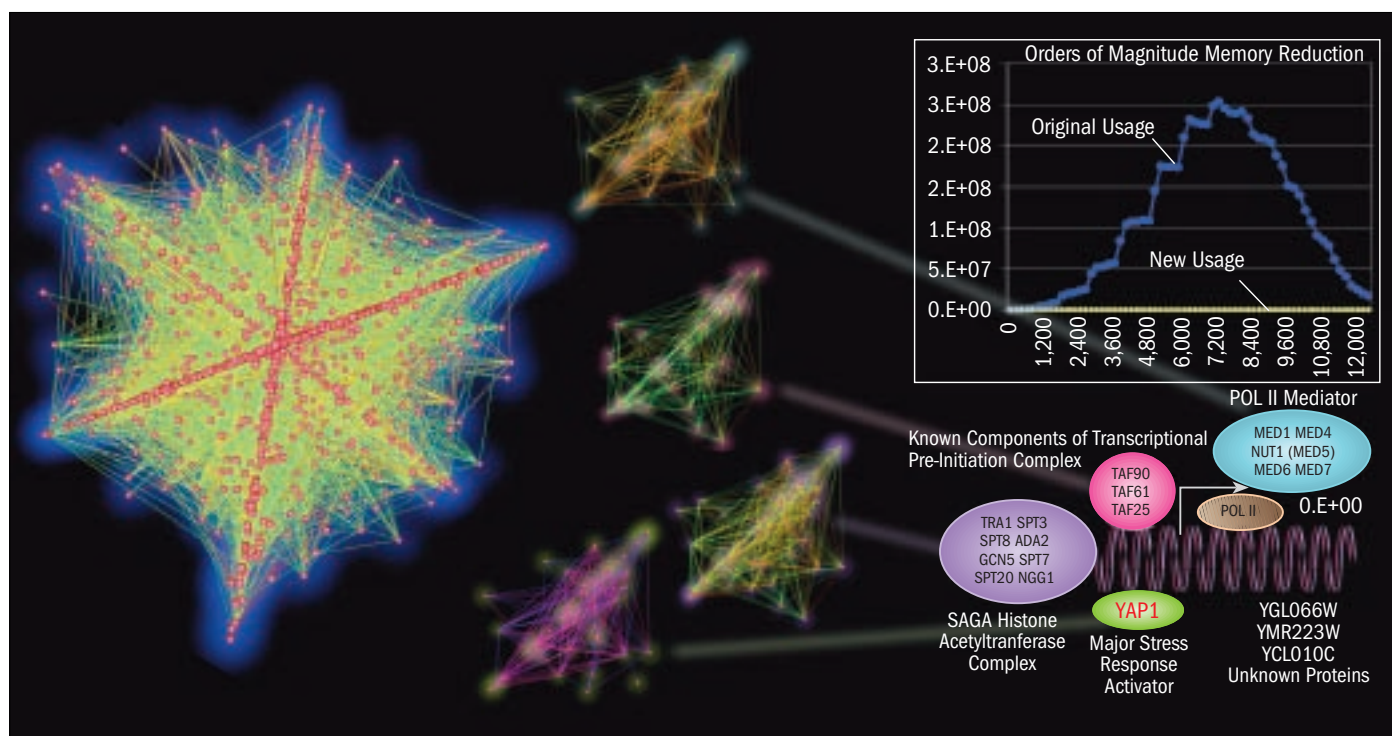 Orders of Magnitude Memory Reduction
3.E+08
3.E+08
2.E+08
2.E+08
1.E+08
5.E+07
0.E+00
Original Usage
New Usage
0
1,200
2,400
3,600
4,800
6,000
7,200
8,400
9,600
10,800
12,000
POL II Mediator
MED1 MED4
NUT1 (MED5)
MED6 MED7
Known Components of Transcriptional
Pre-Initiation Complex
TAF90
TAF61
TAF25
POL II
0.E+00
TRA1 SPT3
SPT8 ADA2
GCN5 SPT7
SPT20 NGG1
SAGA Histone
Acetyltranferase
Complex
YAP1
Major Stress
Response
Activator
YGL066W
YMR223W
YCL010C
Unknown Proteins